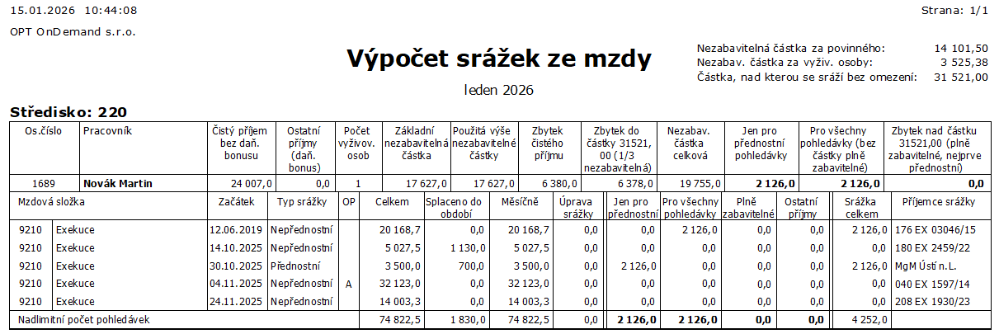 15.01.2026 10:44:08
Strana: 1/1
OPT OnDemand s.r.o.
Výpočet srážek ze mzdy
leden 2026
Nezabavitelná částka za povinného: 14 101,50
Nezabav. částka za vyživ. osoby: 3 525,38
Částka, nad kterou se sráží bez omezení: 31 521,00
Středisko: 220
Os.číslo Pracovník Čistý příjem bez daň. bonusu Ostatní příjmy (daň. bonus) Počet vyživov. osob Základní nezabavitelná částka Použitá výše nezabavitelné částky Zbytek čistého příjmu Zbytek do částky 31521, 00 (1/3 nezabavitelná) Nezabav. částka celková Jen pro přednostní pohledávky Pro všechny pohledávky (bez částky plně zabavitelné) Zbytek nad částku 31521,00 (plně zabavitelné, nejprve přednostní)
1689 Novák Martin 24 007,0 0,0 1 17 627,0 17 627,0 6 380,0 6 378,0 19 755,0 2 126,0 2 126,0 0,0
Mzdová složka Začátek Typ srážky OP Celkem Splaceno do období Měsíčně Úprava srážky Jen pro přednostní Pro všechny pohledávky Plně zabavitelné Ostatní příjmy Srážka celkem Příjemce srážky
9210 Exekuce 12.06.2019 Nepřednostní 20 168,7 0,0 20 168,7 0,0 0,0 2 126,0 0,0 0,0 2 126,0 176 EX 03046/15
9210 Exekuce 14.10.2025 Nepřednostní 5 027,5 1 130,0 5 027,5 0,0 0,0 0,0 0,0 0,0 0,0 180 EX 2459/22
9210 Exekuce 30.10.2025 Přednostní 3 500,0 700,0 3 500,0 0,0 2 126,0 0,0 0,0 0,0 2 126,0 MgM Ústí n.L.
9210 Exekuce 04.11.2025 Nepřednostní A 32 123,0 0,0 32 123,0 0,0 0,0 0,0 0,0 0,0 0,0 040 EX 1597/14
9210 Exekuce 24.11.2025 Nepřednostní 14 003,3 0,0 14 003,3 0,0 0,0 0,0 0,0 0,0 0,0 208 EX 1930/23
Nadlimitní počet pohledávek 74 822,5 1 830,0 74 822,5 0,0 2 126,0 2 126,0 0,0 0,0 4 252,0